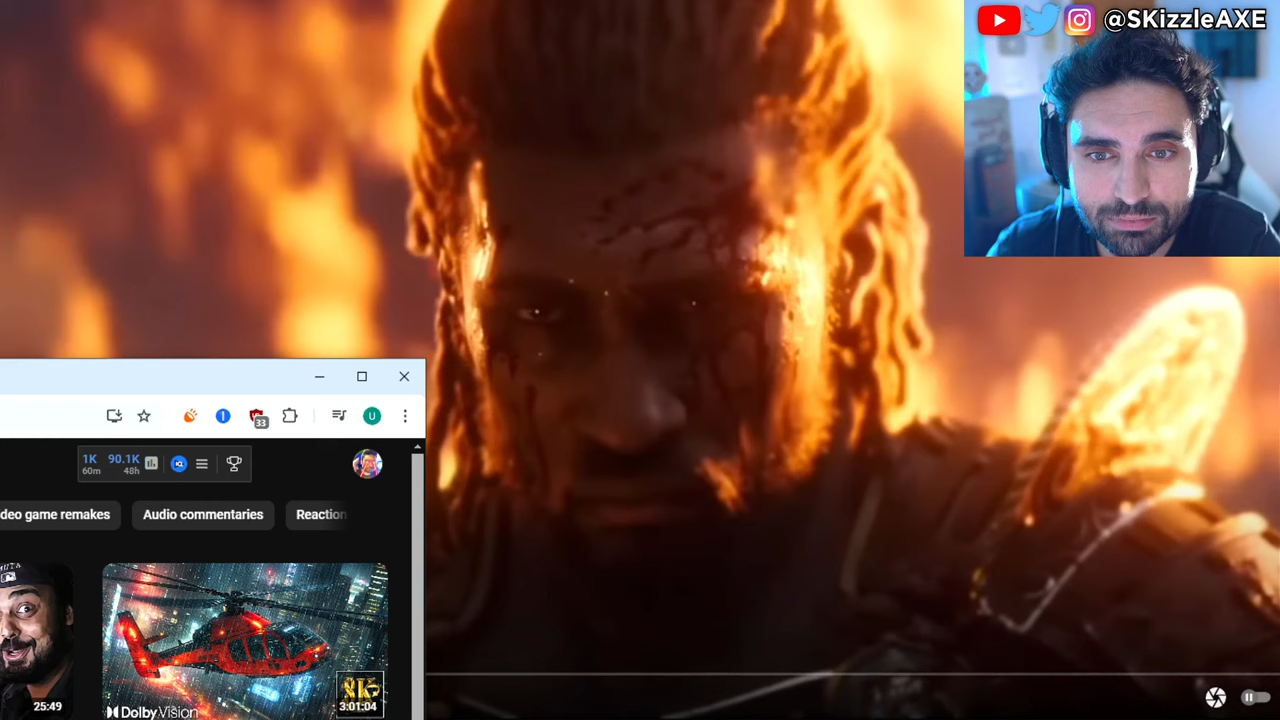 @SKizzleAXE
33
U
1K 90.1K
60m 48h
deo game remakes
Audio commentaries
Reaction
25:49
Dolby Vision
8K
3:01:04